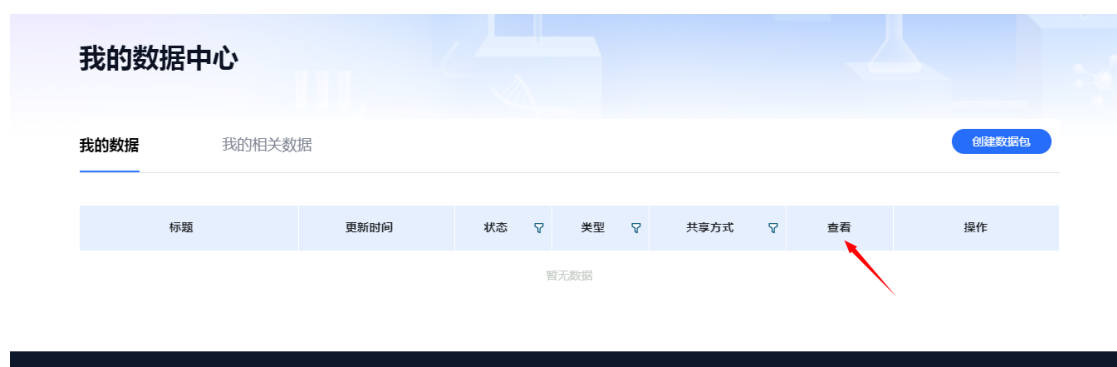 我的数据中心
我的数据 我的相关数据 创建数据包
标题 更新时间 状态 类型 共享方式 查看 操作
暂无数据